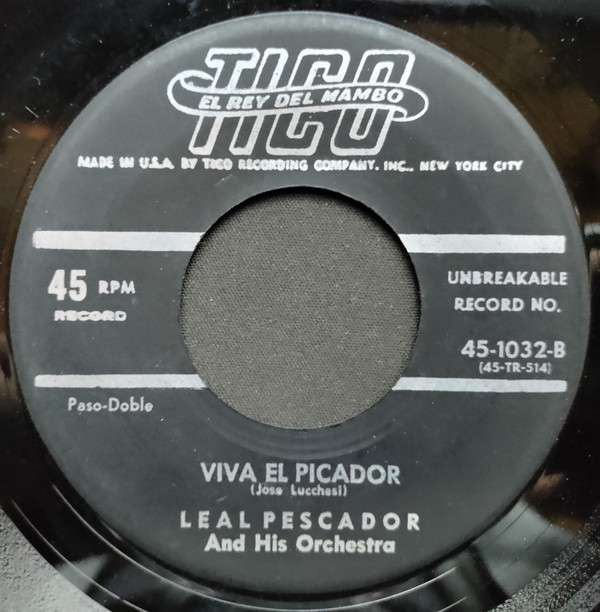 TICO
EL REY DEL MAMBO
MADE IN U.S.A. BY TICO RECORDING COMPANY. INC., NEW YORK CITY
45 RPM
RECORD
UNBREAKABLE
RECORD NO.
45-1032-B
(45-TR-514)
Paso-Doble
VIVA EL PICADOR
(Jose Lucchesi)
LEAL PESCADOR
And His Orchestra